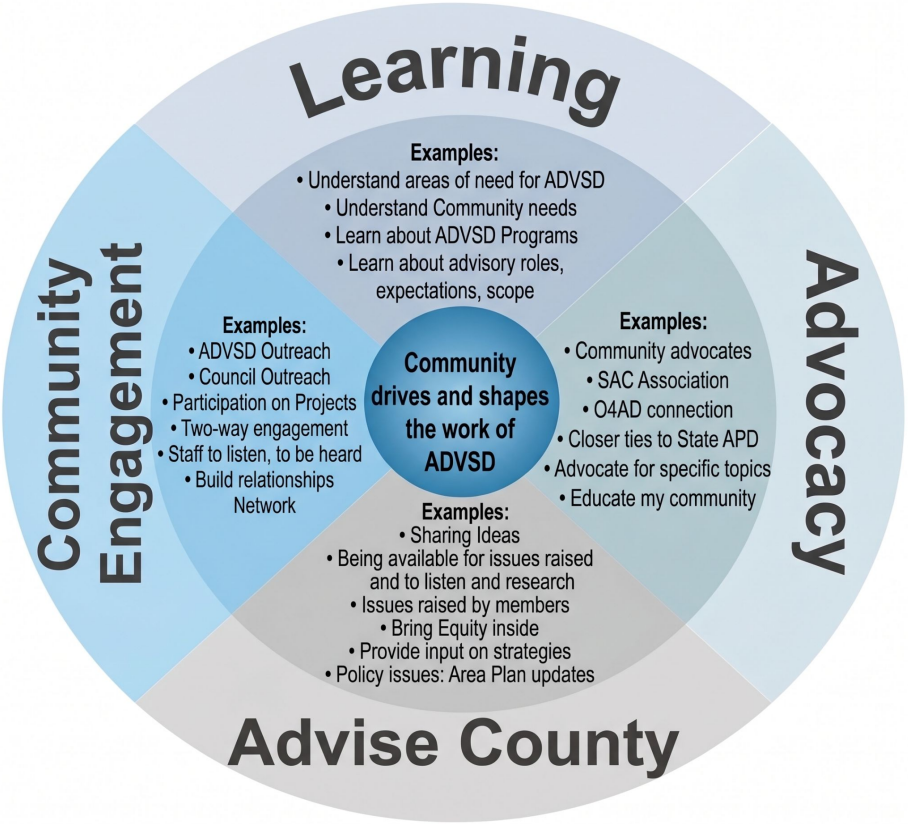 Learning
Examples:
• Understand areas of need for ADVSD
• Understand Community needs
• Learn about ADVSD Programs
• Learn about advisory roles,
expectations, scope
Community
Engagement
Examples:
• ADVSD Outreach
• Council Outreach
• Participation on Projects
• Two-way engagement
• Staff to listen, to be heard
• Build relationships
Network
Community
drives and shapes
the work of
ADVSD
Examples:
• Community advocates
• SAC Association
• O4AD connection
• Closer ties to State APD
• Advocate for specific topics
• Educate my community
Advocacy
Examples:
• Sharing Ideas
• Being available for issues raised
and to listen and research
• Issues raised by members
• Bring Equity inside
• Provide input on strategies
• Policy issues: Area Plan updates
Advise County